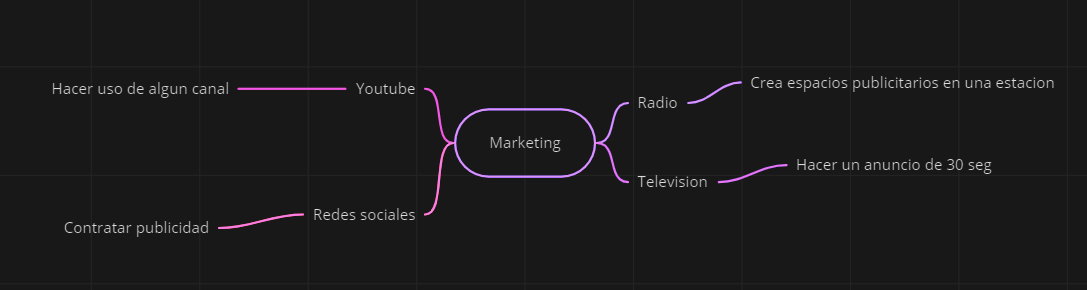 Marketing
Youtube
Hacer uso de algun canal
Redes sociales
Contratar publicidad
Radio
Crea espacios publicitarios en una estacion
Television
Hacer un anuncio de 30 seg